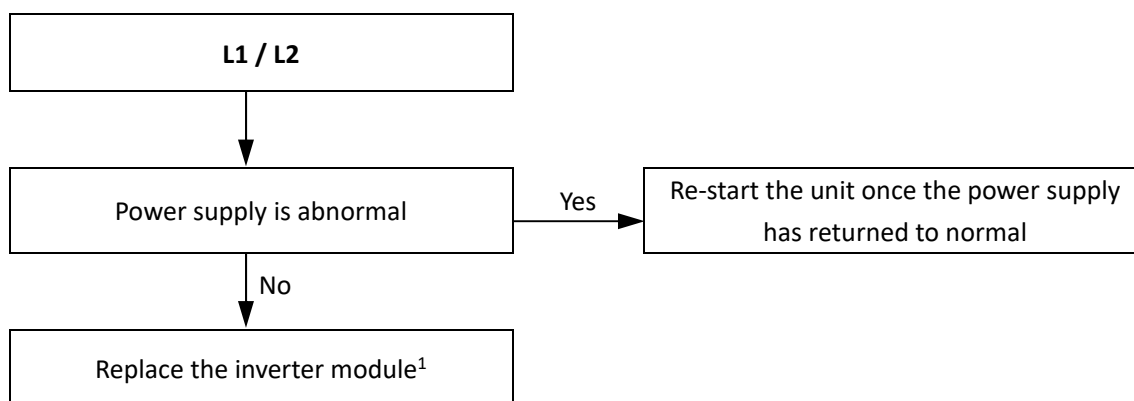 L1 / L2
Power supply is abnormal
Yes
Re-start the unit once the power supply
has returned to normal
No
Replace the inverter module¹